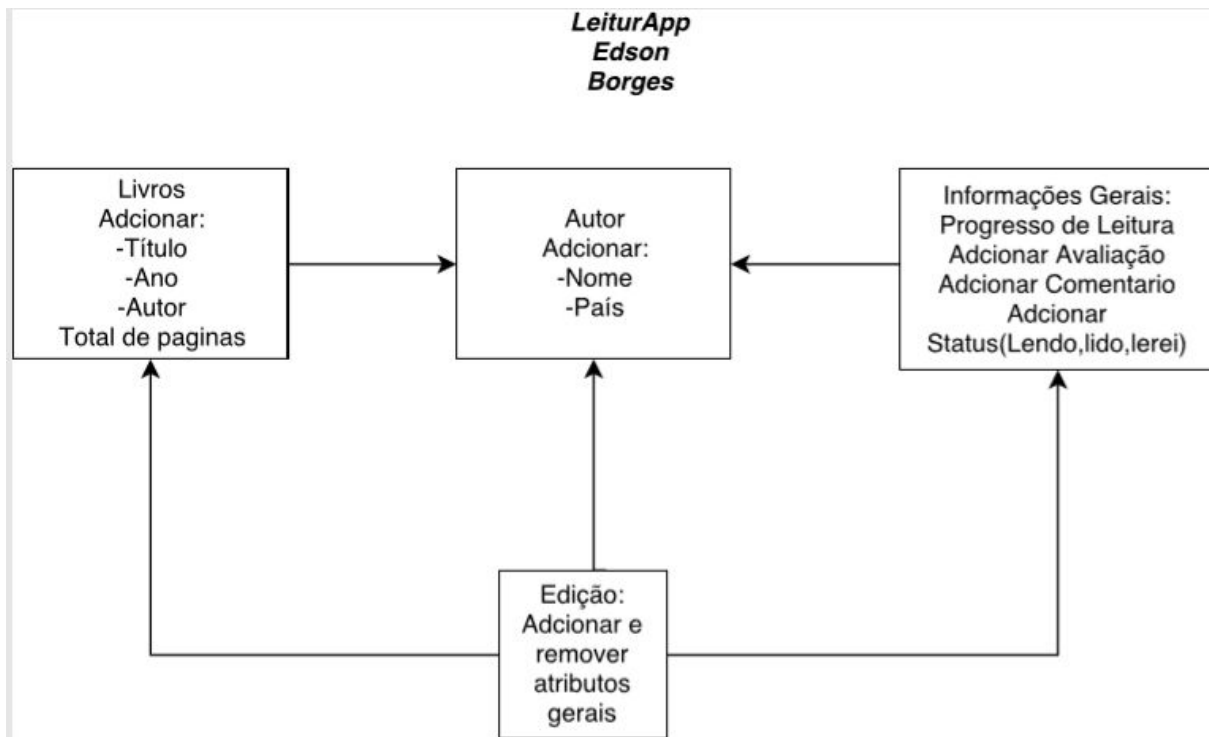 LeiturApp
Edson
Borges
Livros
Adcionar:
-Título
-Ano
-Autor
Total de paginas
Autor
Adcionar:
-Nome
-País
Informações Gerais:
Progresso de Leitura
Adcionar Avaliação
Adcionar Comentario
Adcionar
Status(Lendo,lido,lerei)
Edição:
Adcionar e
remover
atributos
gerais